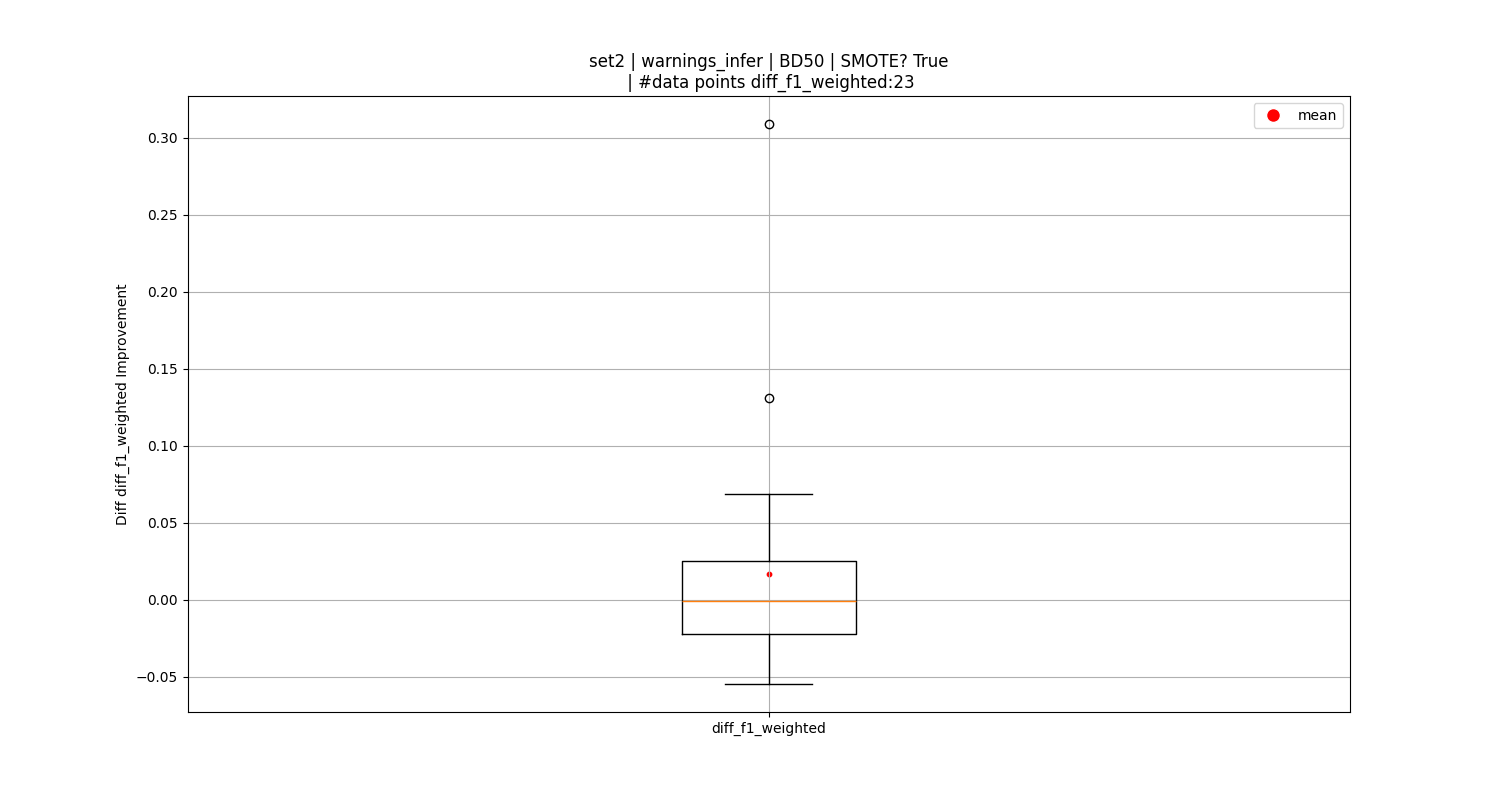 set2 | warnings_infer | BD50 | SMOTE? True
| #data points diff_f1_weighted:23
mean
0.30
0.25
0.20
0.15
0.10
0.05
0.00
−0.05
Diff diff_f1_weighted Improvement
diff_f1_weighted